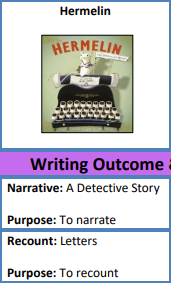 Hermelin
HERMELIN
Writing Outcome &
Narrative: A Detective Story
Purpose: To narrate
Recount: Letters
Purpose: To recount